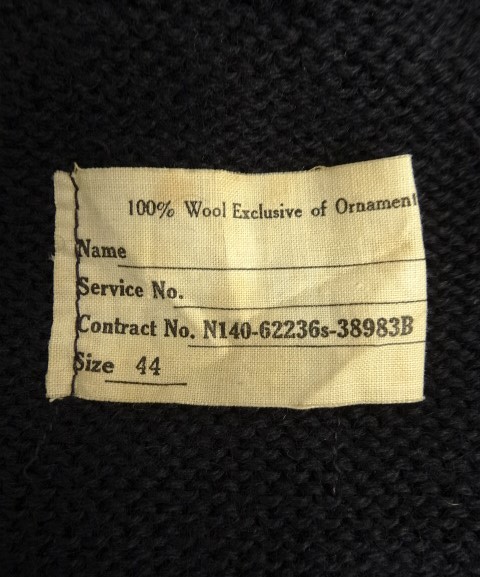 100% Wool Exclusive of Ornament
Name
Service No.
Contract No. N140-62236s-38983B
Size 44